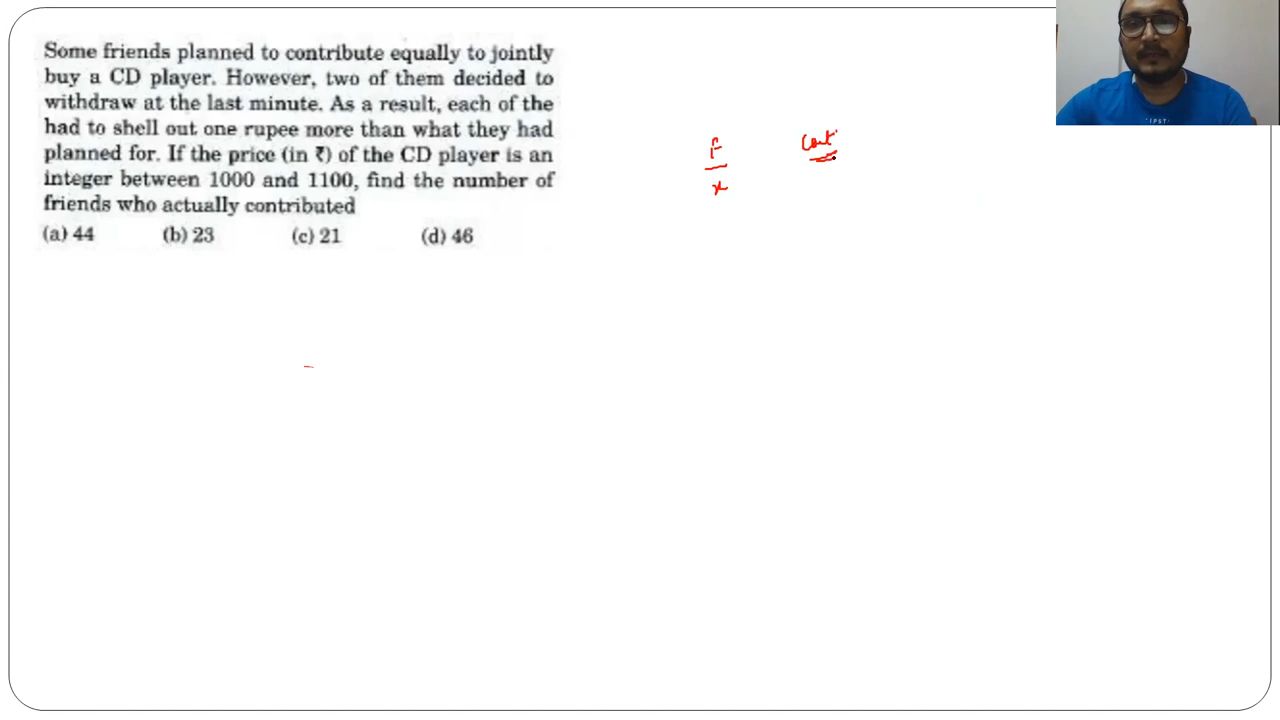 Some friends planned to contribute equally to jointly
buy a CD player. However, two of them decided to
withdraw at the last minute. As a result, each of the
had to shell out one rupee more than what they had
planned for. If the price (in ₹) of the CD player is an
integer between 1000 and 1100, find the number of
friends who actually contributed
(a) 44 (b) 23 (c) 21 (d) 46
F Cont
x